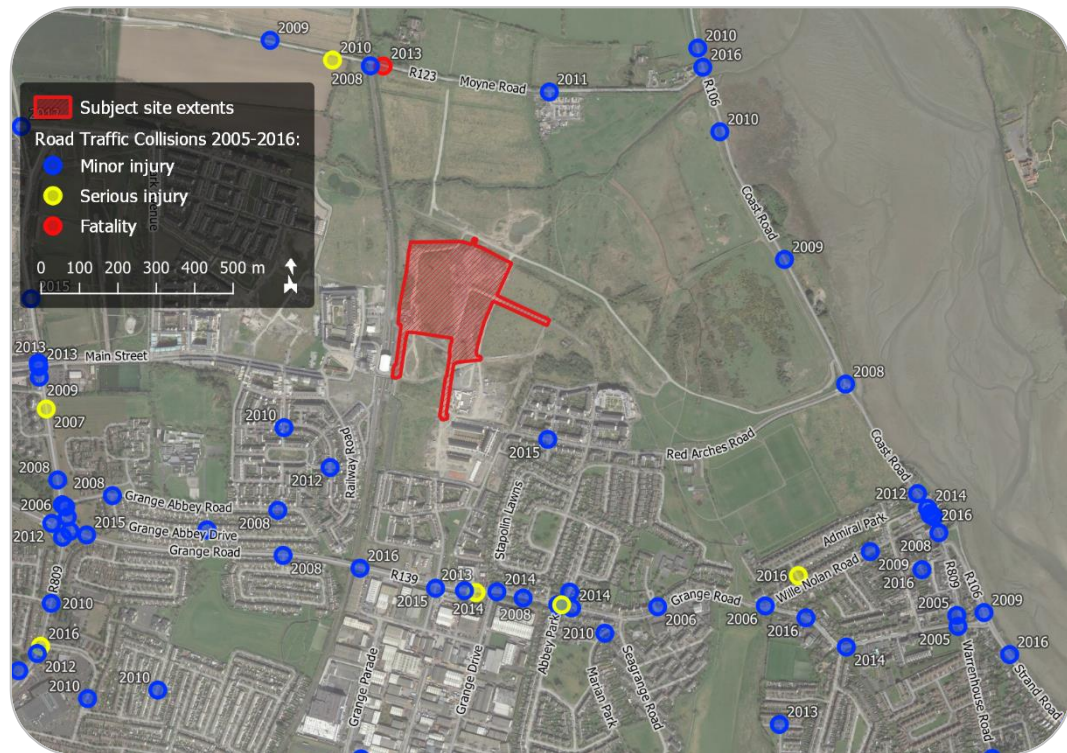 2009
2010
2013
2008
R123
Moyne Road
2011
2010
2016
R106
2010
Subject site extents
Road Traffic Collisions 2005-2016:
Minor injury
Serious injury
Fatality
0 100 200 300 400 500 m
Coast Road
2009
2015
2013
2013
Main Street
2009
2007
2010
2008
2015
Red Arches Road
Coast Road
Railway Road
2012
2008
2006
2008
Grange Abbey Road
2008
2012
2015
Grange Abbey Drive
Grange Road
2008
2016
R139
Stapolin Lawns
2012
2014
2016
2008
Admiral Park
2016
Wille Nolan Road
2009
2016
R809
R106
R809
2010
2015
2013
2014
2014
2008
2014
2010
Abbey Park
2006
Grange Road
2006
2016
2005
2005
2009
2016
2014
2016
2012
2010
2010
Grange Parade
Grange Drive
Marian Park
Seagrange Road
2013
Warrenhouse Road
Strand Road